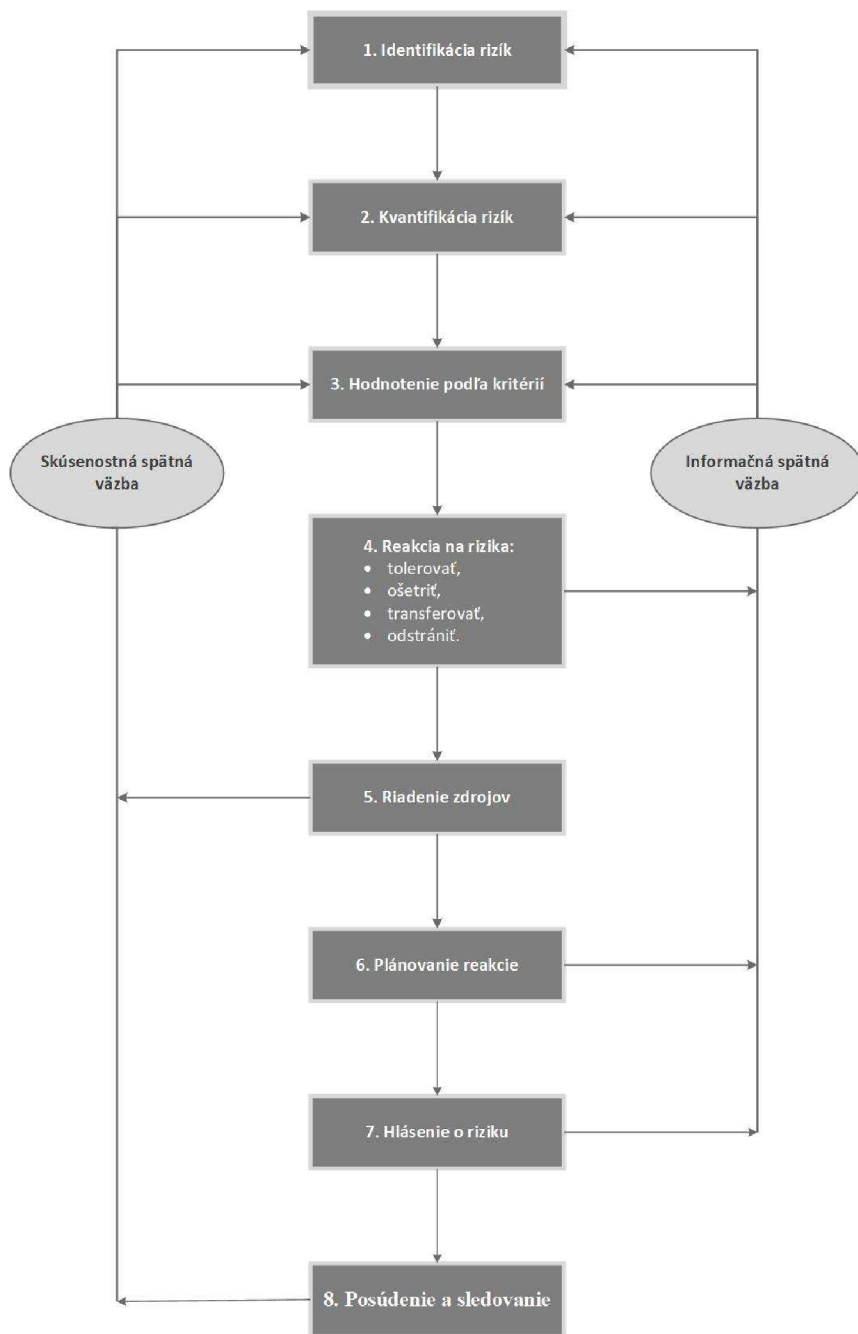 1. Identifikácia rizík
2. Kvantifikácia rizík
3. Hodnotenie podľa kritérií
Skúsenostná spätná
väzba
Informačná spätná
väzba
4. Reakcia na rizika:
• tolerovať,
• ošetriť,
• transferovať,
• odstrániť.
5. Riadenie zdrojov
6. Plánovanie reakcie
7. Hlásenie o riziku
8. Posúdenie a sledovanie